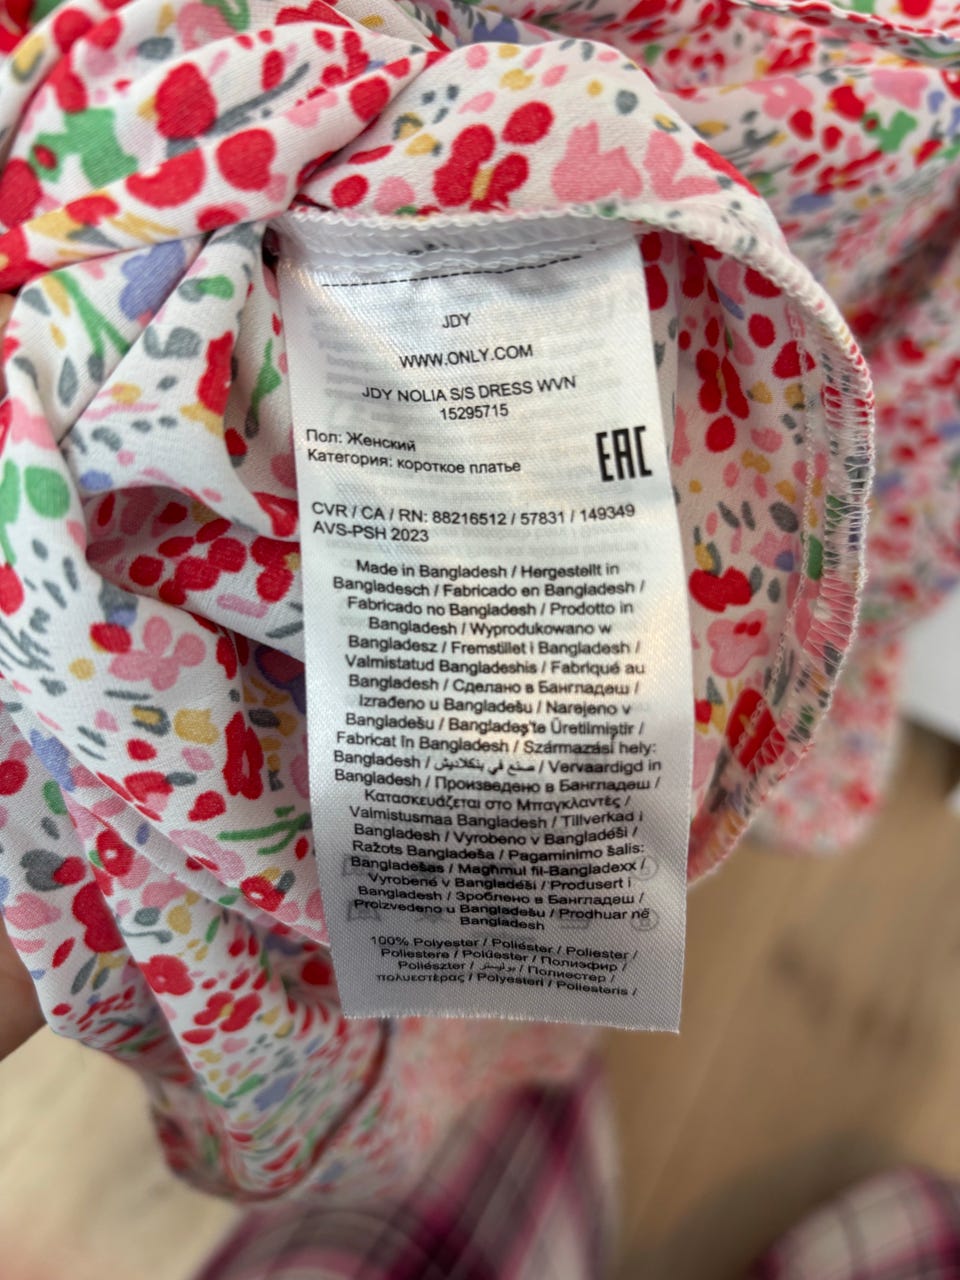 JDY
WWW.ONLY.COM
JDY NOLIA S/S DRESS WVN
15295715
Пол: Женский
Категория: короткое платье
EAC
CVR / CA / RN: 88216512 / 57831 / 149349
AVS-PSH 2023
Made in Bangladesh / Hergestellt in
Bangladesch / Fabricado en Bangladesh /
Fabricado no Bangladesh / Prodotto in
Bangladesh / Wyprodukowano w
Bangladesz / Fremstillet i Bangladesh /
Valmistatud Bangladeshis / Fabriqué au
Bangladesh / Сделано в Бангладеш /
Izrađeno u Bangladešu / Narejeno v
Bangladešu / Bangladeş'te Üretilmiştir /
Fabricat în Bangladesh / Származási hely:
Bangladesh / صنع في بنكلاديش / Vervaardigd in
Bangladesh / Произведено в Бангладеш /
Κατασκευάζεται στο Μπαγκλαντές /
Valmistusmaa Bangladesh / Tillverkad i
Bangladesh / Vyrobeno v Bangladéši /
Ražots Bangladeša / Pagaminimo šalis:
Bangladešas / Magħmul fil-Bangladexx /
Vyrobené v Bangladéši / Produsert i
Bangladesh / Зроблено в Бангладеш /
Proizvedeno u Bangladešu / Prodhuar në
Bangladesh
100% Polyester / Poliéster / Poliester /
Poliestere / Polüester / Полиэфир /
Poliészter / بوليستر / Полиестер /
πολυεστέρας / Polyesteri / Poliesteris /